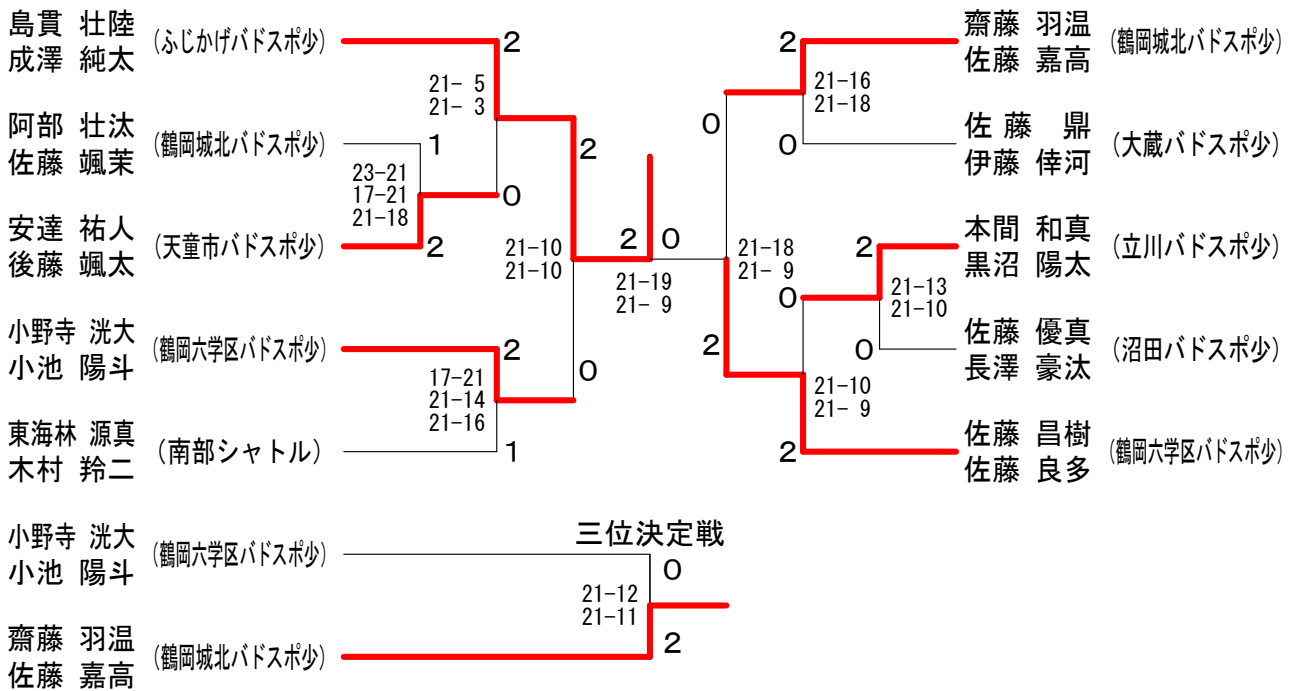 島貫 壮陸
成澤 純太
(ふじかげバドスポ少)
2
21- 5
21- 3
阿部 壮汰
佐藤 颯茉
(鶴岡城北バドスポ少)
1
23-21
17-21
21-18
0
安達 祐人
後藤 颯太
(天童市バドスポ少)
2
2
21-10
21-10
小野寺 洸大
小池 陽斗
(鶴岡六学区バドスポ少)
2
17-21
21-14
21-16
0
東海林 源真
木村 羚二
(南部シャトル)
1
2
0
21-19
21- 9
齋藤 羽温
佐藤 嘉高
(鶴岡城北バドスポ少)
2
21-16
21-18
0
佐藤 鼎
伊藤 倖河
(大蔵バドスポ少)
0
21-18
21- 9
本間 和真
黒沼 陽太
(立川バドスポ少)
2
21-13
21-10
0
佐藤 優真
長澤 豪汰
(沼田バドスポ少)
0
2
21-10
21- 9
佐藤 昌樹
佐藤 良多
(鶴岡六学区バドスポ少)
2
三位決定戦
小野寺 洸大
小池 陽斗
(鶴岡六学区バドスポ少)
0
21-12
21-11
齋藤 羽温
佐藤 嘉高
(鶴岡城北バドスポ少)
2